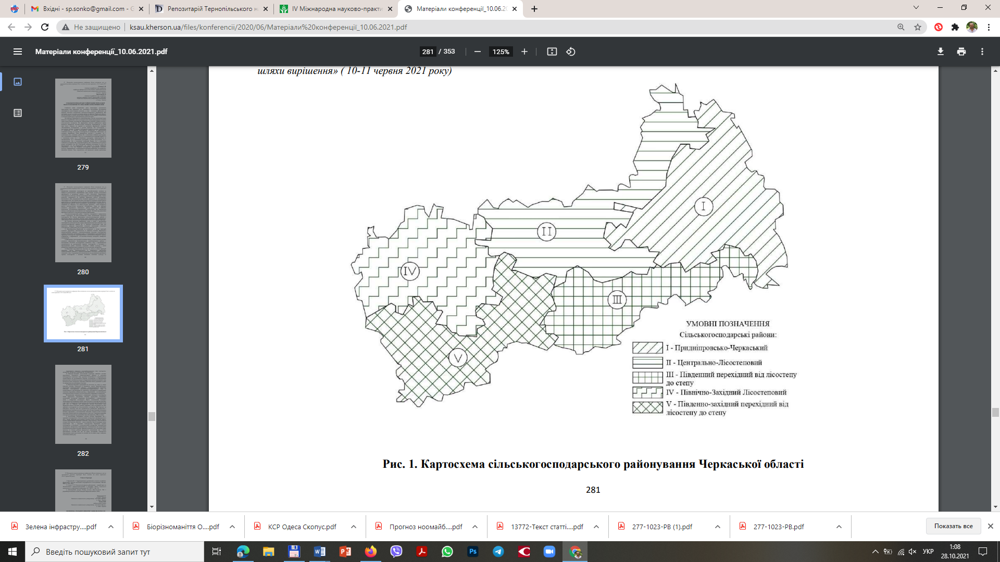 Вхідні - sp.sonko@gmail.com - G
Репозитарій Тернопільського н
IV Міжнародна науково-практи
Матеріали конференції_10.06.20
Не защищено
ksau.kherson.ua/files/konferencii/2020/06/Матеріали%20конференції_10.06.2021.pdf
Матеріали конференції_10.06.2021.pdf
281 / 353
125%
279
280
281
282
шляхи вирішення» ( 10-11 червня 2021 року)
I
II
III
IV
V
УМОВНІ ПОЗНАЧЕННЯ
Сільськогосподарські райони:
I - Придніпровсько-Черкаський
II - Центрально-Лісостеповий
III - Південний перехідний від лісостепу
до степу
IV - Північно-Західний Лісостеповий
V - Південно-західний перехідний від
лісостепу до степу
Рис. 1. Картосхема сільськогосподарського районування Черкаської області
281
Зелена інфрастру....pdf
Біорізноманіття О....pdf
КСР Одеса Скопус.pdf
Прогноз ноомайб....pdf
13772-Текст статті....pdf
277-1023-PB (1).pdf
277-1023-PB.pdf
Показать все
Введіть пошуковий запит тут
УКР
1:08
28.10.2021